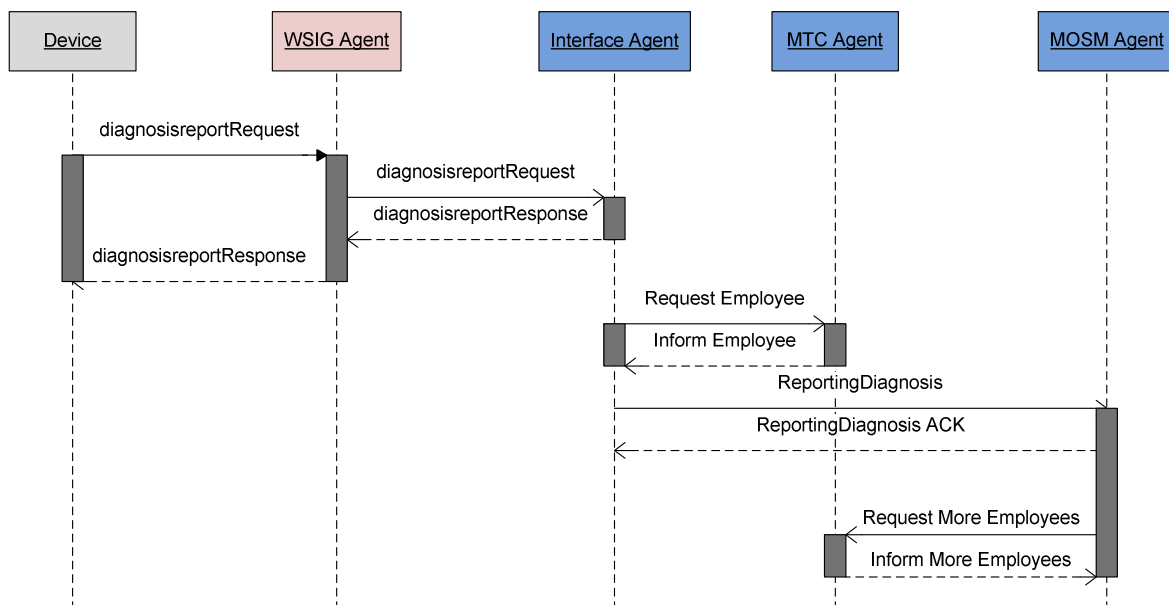 Device
WSIG Agent
Interface Agent
MTC Agent
MOSM Agent
diagnosisreportRequest
diagnosisreportRequest
diagnosisreportResponse
diagnosisreportResponse
Request Employee
Inform Employee
ReportingDiagnosis
ReportingDiagnosis ACK
Request More Employees
Inform More Employees